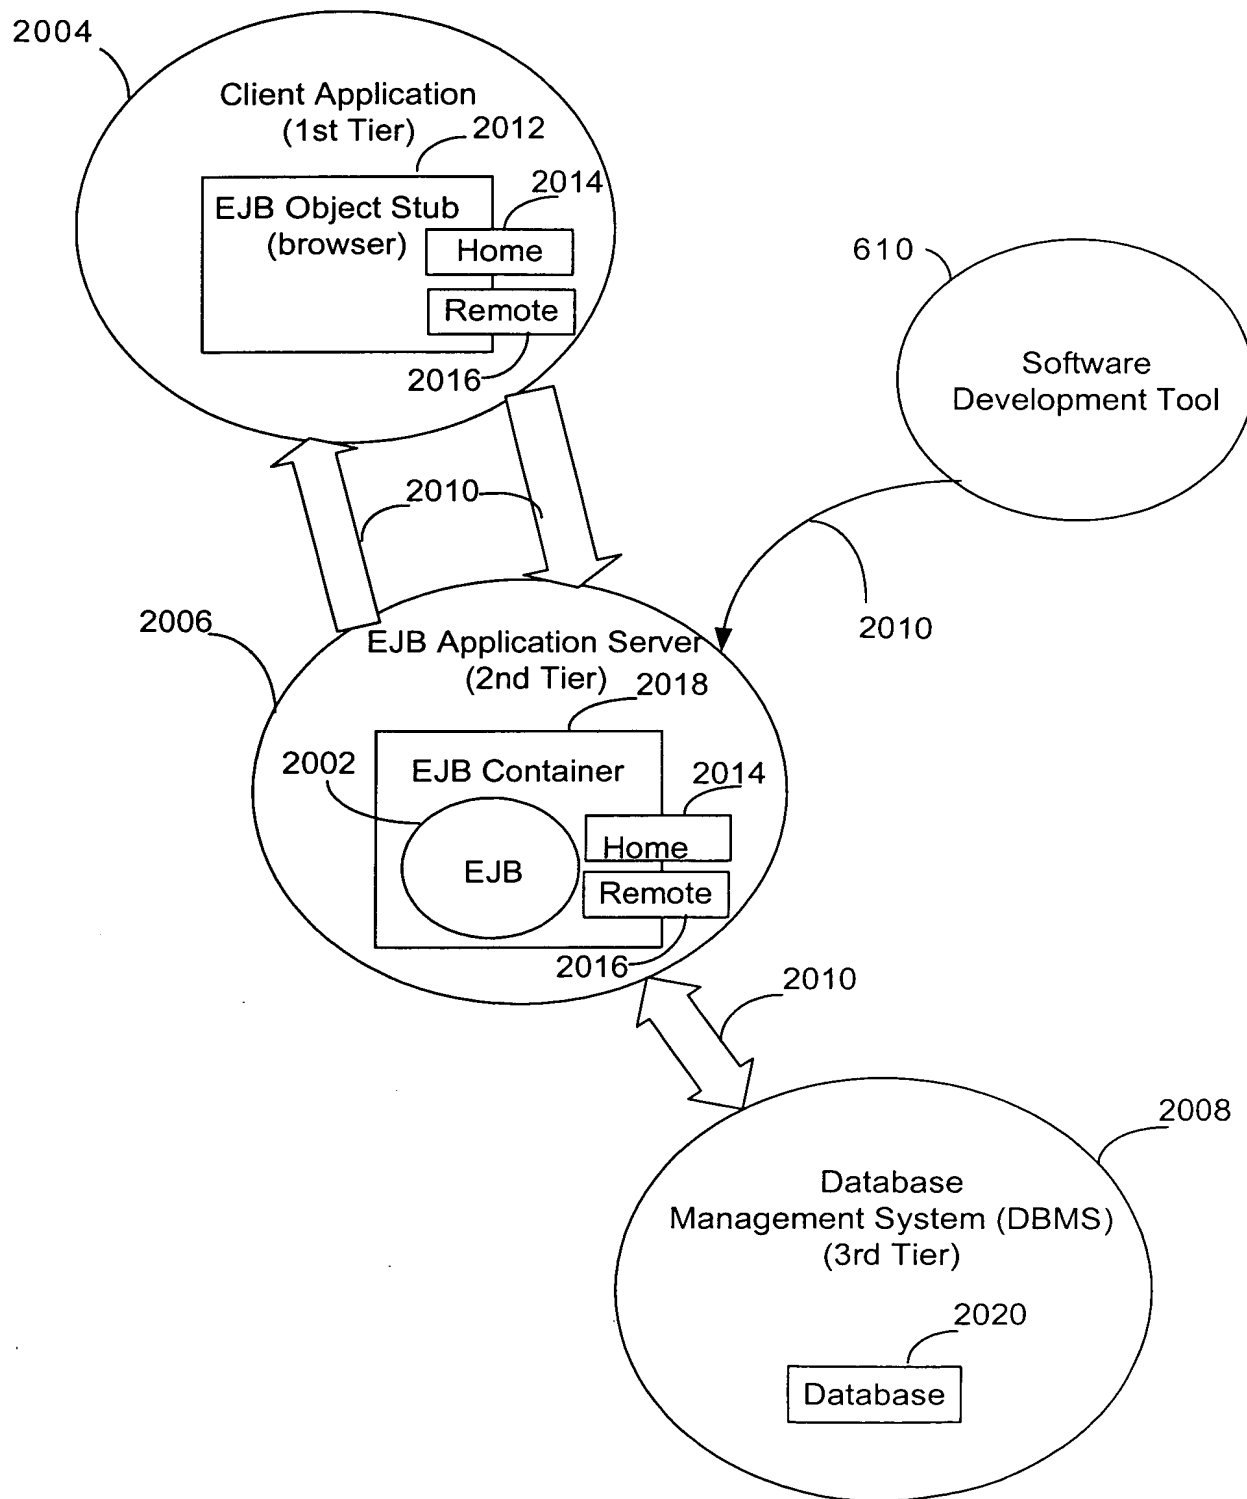 2004
Client Application
(1st Tier)
2012
2014
EJB Object Stub
(browser)
Home
Remote
2016
610
Software
Development Tool
2010
2010
2006
EJB Application Server
(2nd Tier)
2018
2002
EJB Container
2014
Home
EJB
Remote
2016
2010
2008
Database
Management System (DBMS)
(3rd Tier)
2020
Database